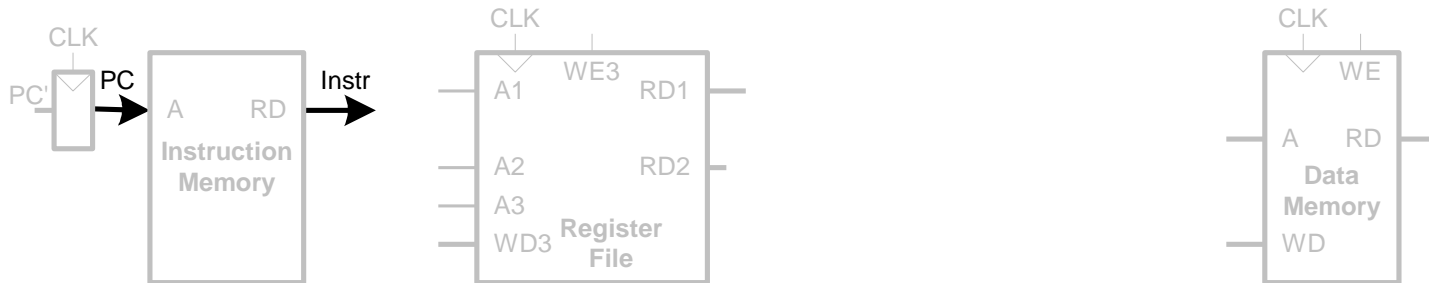 CLK
PC'
PC
A
RD
Instruction
Memory
Instr
CLK
WE3
A1
RD1
A2
RD2
A3
WD3
Register
File
CLK
WE
A
RD
Data
Memory
WD